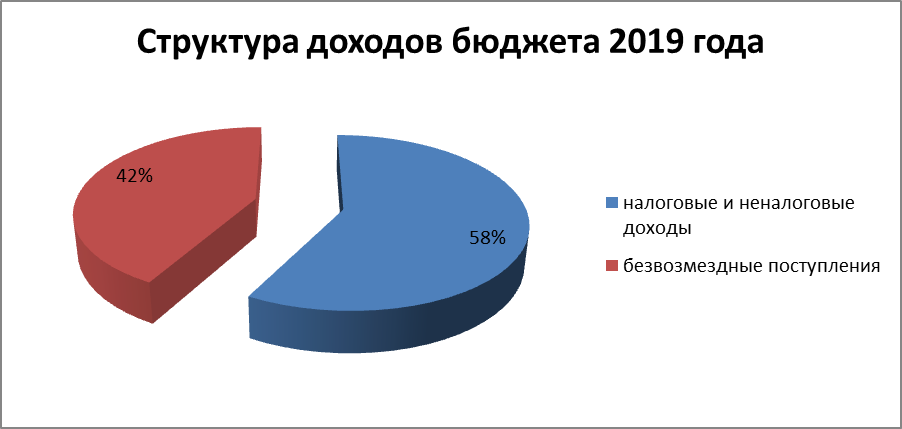 Структура доходов бюджета 2019 года
42%
58%
налоговые и неналоговые
доходы
безвозмездные поступления